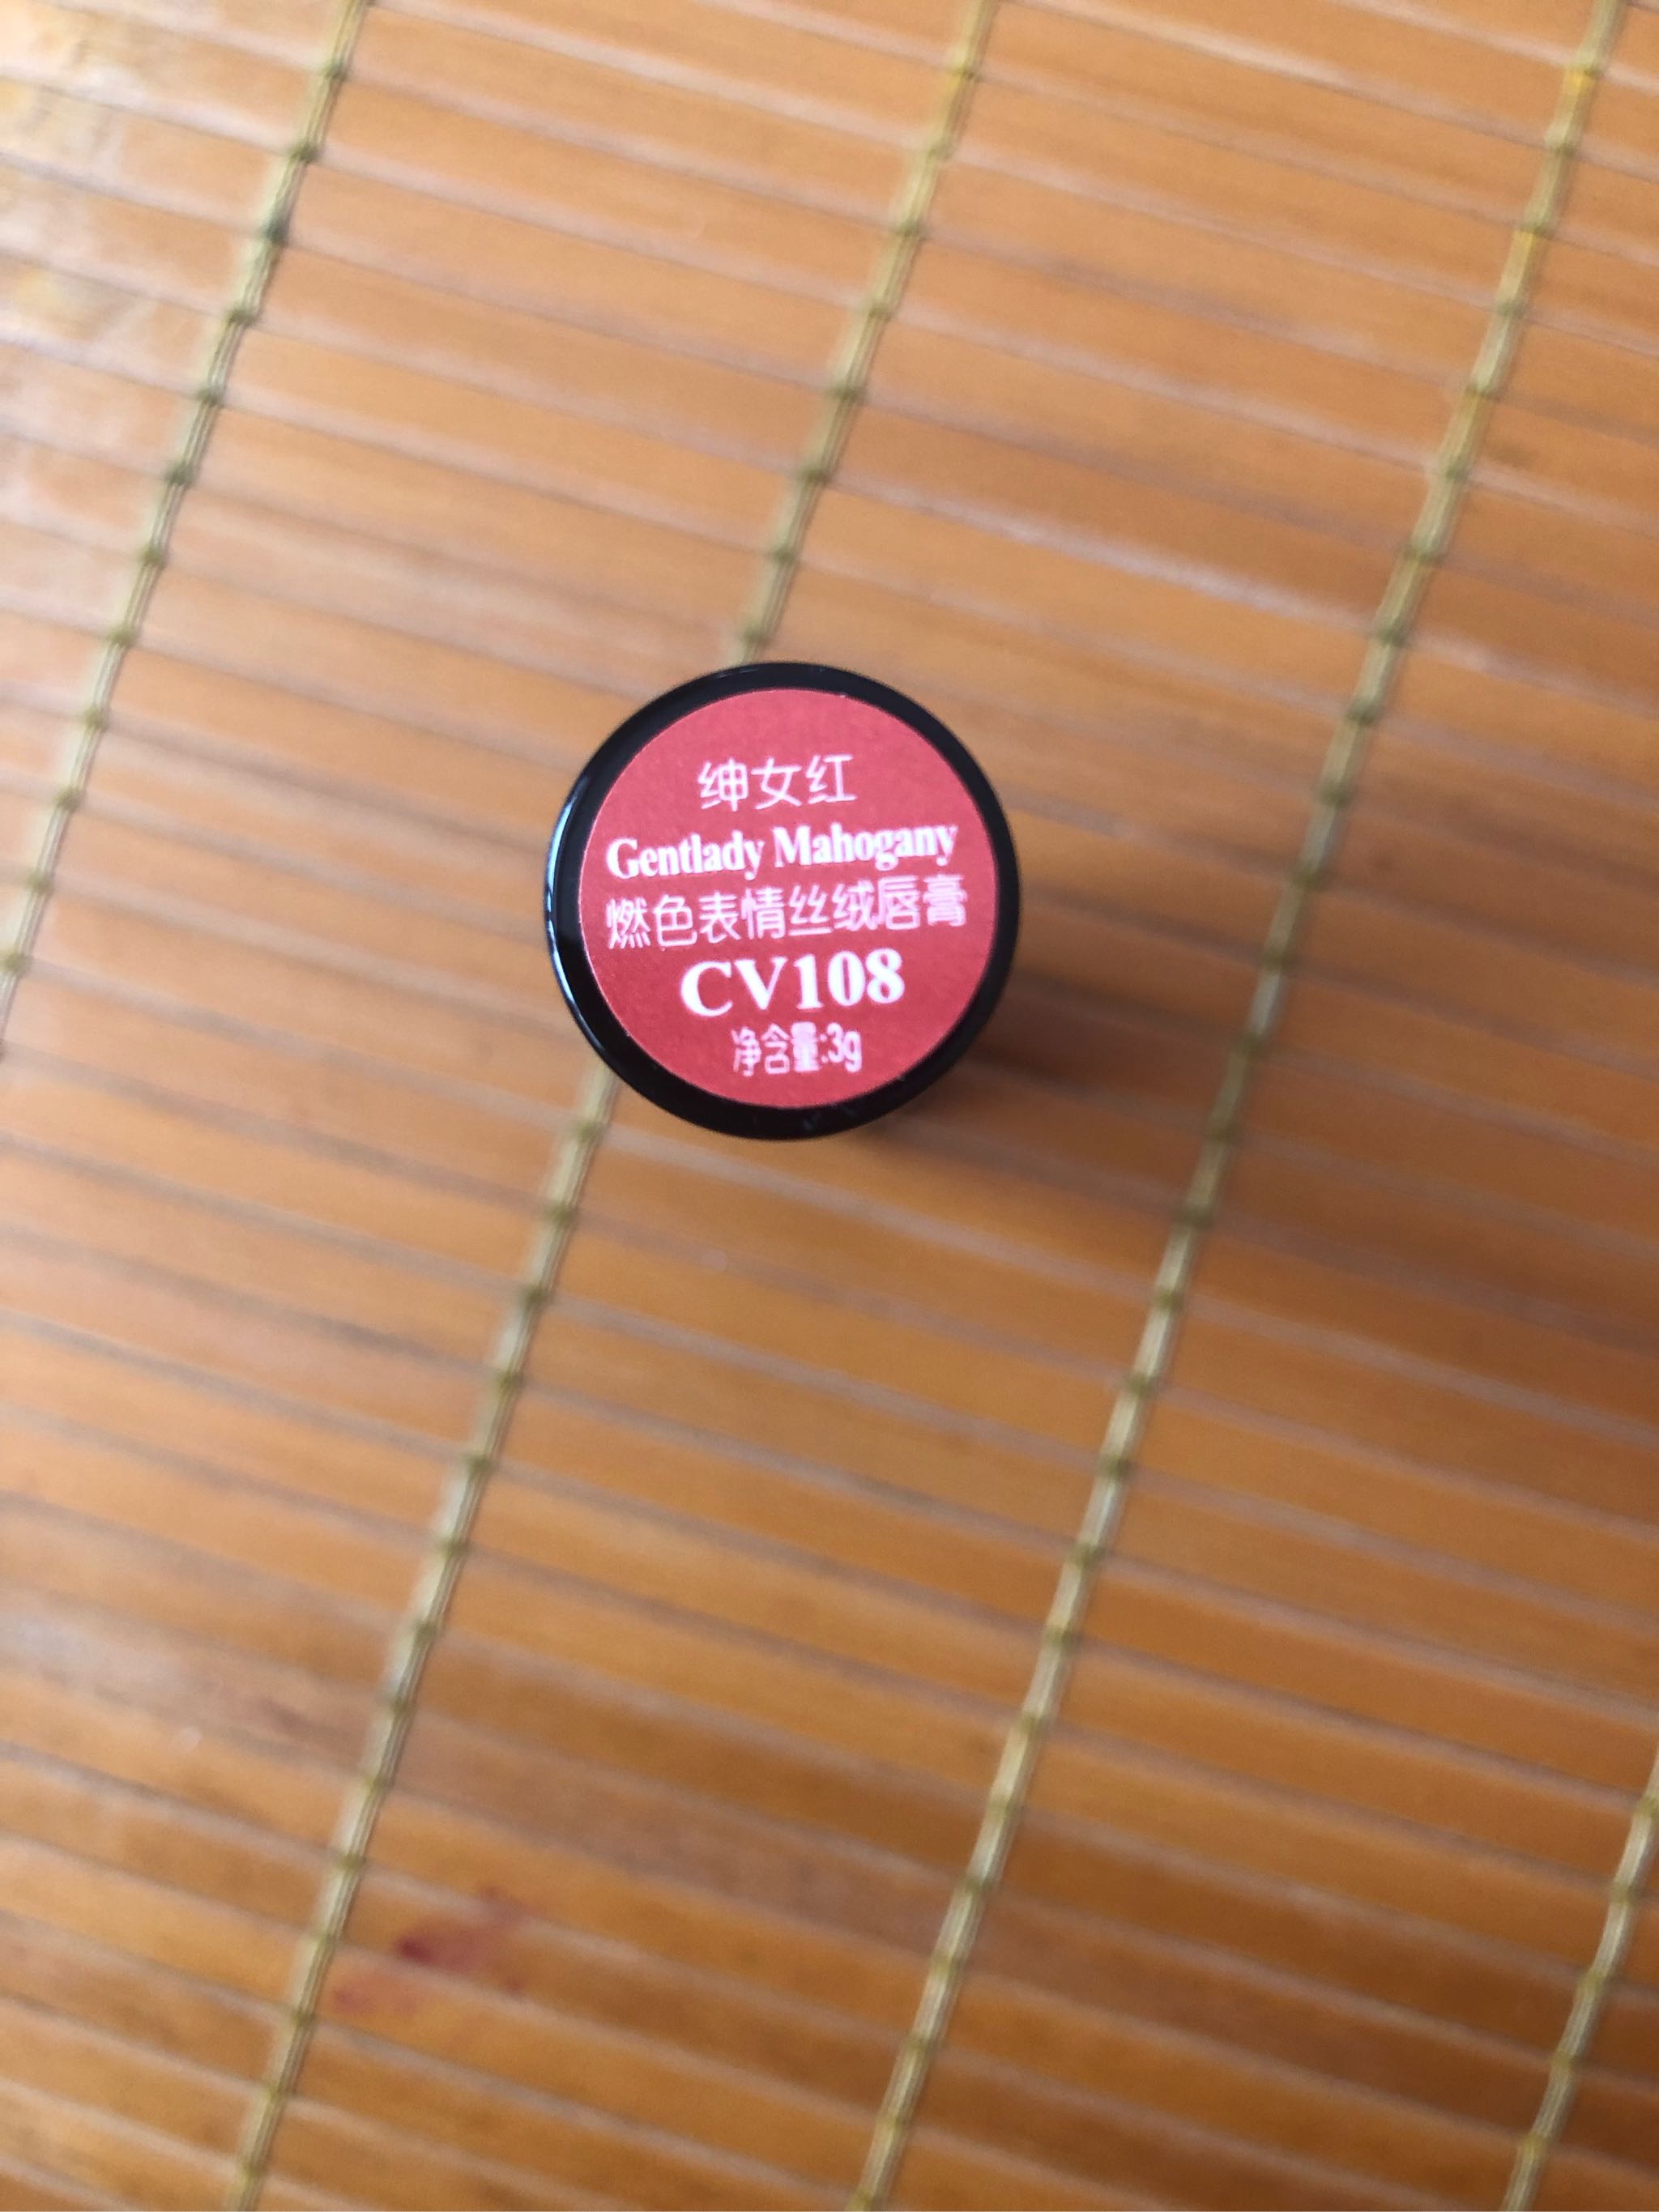 绅女红
Gentlady Mahogany
燃色表情丝绒唇膏
CV108
净含量:3g